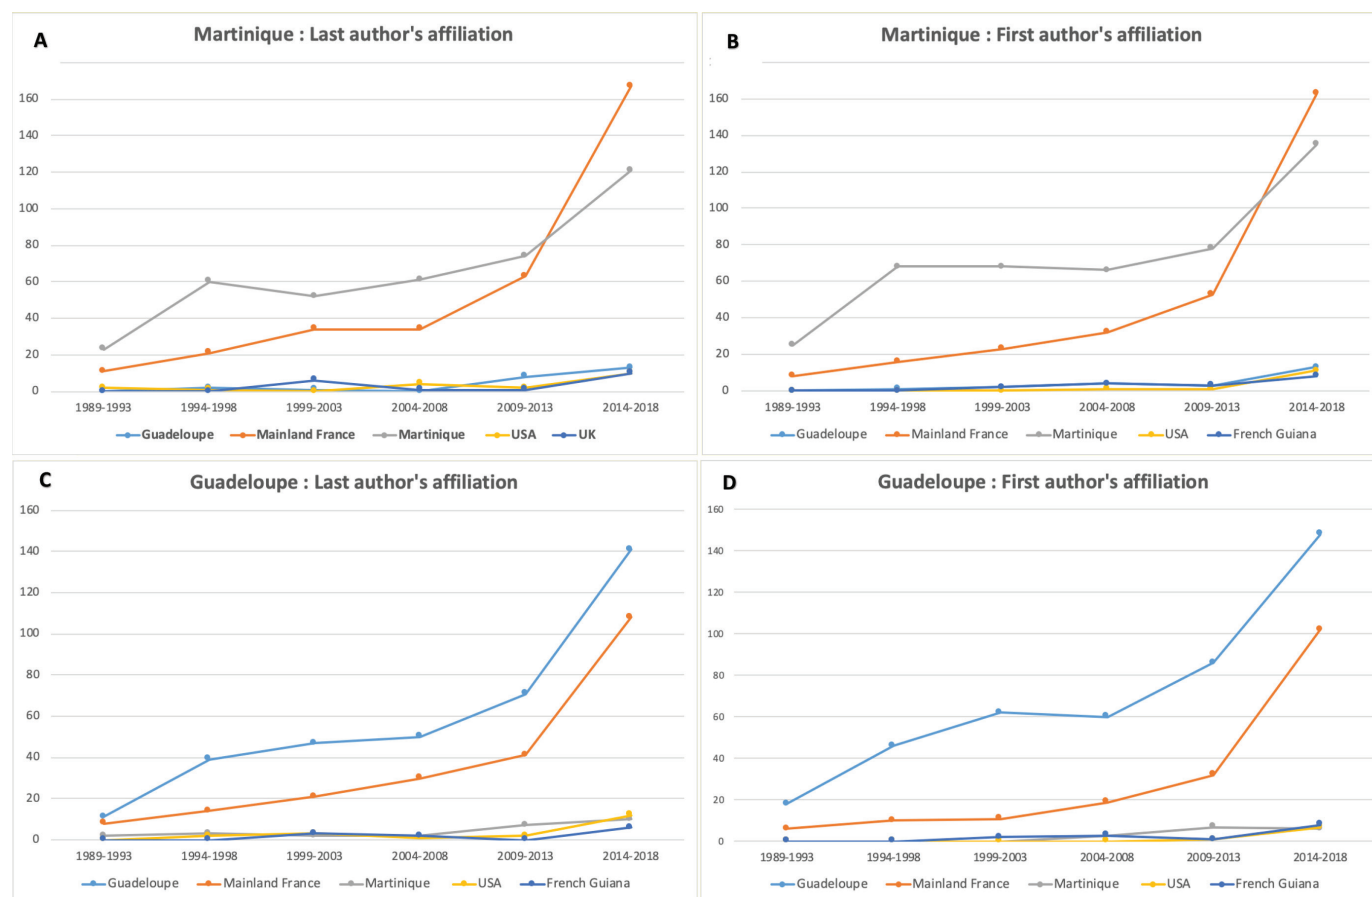 A
Martinique : Last author's affiliation
160
140
120
100
80
60
40
20
0
1989-1993 1994-1998 1999-2003 2004-2008 2009-2013 2014-2018
Guadeloupe Mainland France Martinique USA UK
B
Martinique : First author's affiliation
160
140
120
100
80
60
40
20
0
1989-1993 1994-1998 1999-2003 2004-2008 2009-2013 2014-2018
Guadeloupe Mainland France Martinique USA French Guiana
C
Guadeloupe : Last author's affiliation
160
140
120
100
80
60
40
20
0
1989-1993 1994-1998 1999-2003 2004-2008 2009-2013 2014-2018
Guadeloupe Mainland France Martinique USA French Guiana
D
Guadeloupe : First author's affiliation
160
140
120
100
80
60
40
20
0
1989-1993 1994-1998 1999-2003 2004-2008 2009-2013 2014-2018
Guadeloupe Mainland France Martinique USA French Guiana